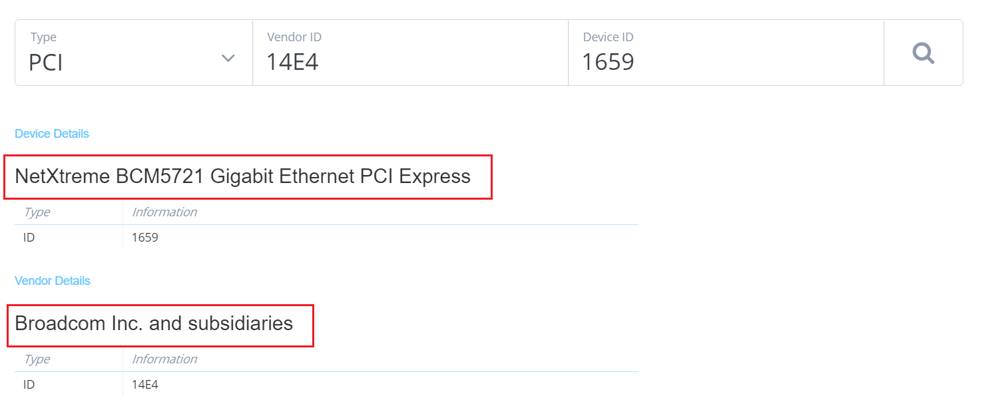 Type Vendor ID Device ID
PCI 14E4 1659
Device Details
NetXtreme BCM5721 Gigabit Ethernet PCI Express
Type Information
ID 1659
Vendor Details
Broadcom Inc. and subsidiaries
Type Information
ID 14E4